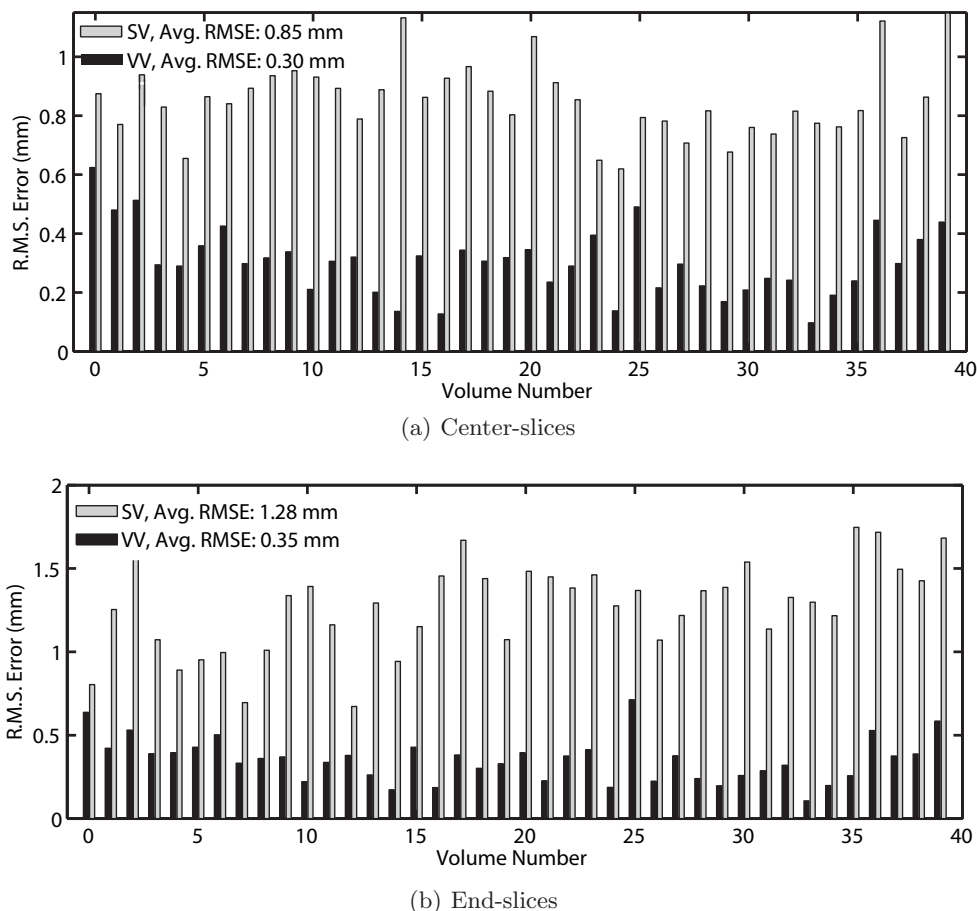 SV, Avg. RMSE: 0.85 mm
VV, Avg. RMSE: 0.30 mm
R.M.S. Error (mm)
1
0.8
0.6
0.4
0.2
0
0 5 10 15 20 25 30 35 40
Volume Number
(a) Center-slices
SV, Avg. RMSE: 1.28 mm
VV, Avg. RMSE: 0.35 mm
R.M.S. Error (mm)
2
1.5
1
0.5
0
0 5 10 15 20 25 30 35 40
Volume Number
(b) End-slices